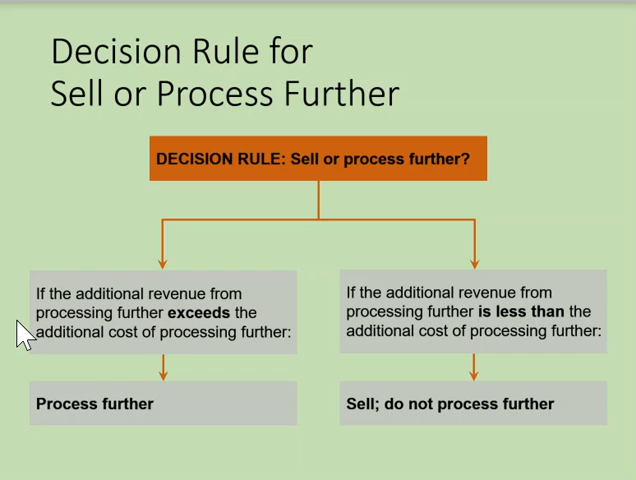 Decision Rule for
Sell or Process Further
DECISION RULE: Sell or process further?
If the additional revenue from
processing further exceeds the
additional cost of processing further:
If the additional revenue from
processing further is less than the
additional cost of processing further:
Process further
Sell; do not process further